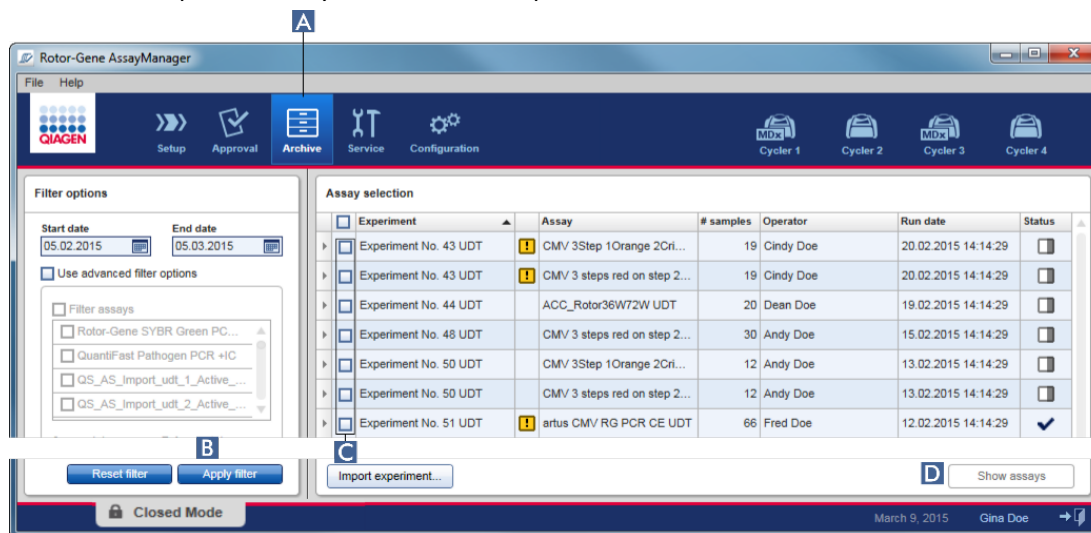 A
Rotor-Gene AssayManager
File Help
QIAGEN
Setup Approval Archive Service Configuration
MDx Cycler 1 Cycler 2 MDx Cycler 3 Cycler 4
Filter options
Start date End date
05.02.2015 05.03.2015
Use advanced filter options
Filter assays
Rotor-Gene SYBR Green PC...
QuantiFast Pathogen PCR +IC
QS_AS_Import_udt_1_Active_...
QS_AS_Import_udt_2_Active_...
B
Reset filter Apply filter
Assay selection
Experiment Assay # samples Operator Run date Status
Experiment No. 43 UDT ! CMV 3Step 1Orange 2Cri... 19 Cindy Doe 20.02.2015 14:14:29
Experiment No. 43 UDT ! CMV 3 steps red on step 2... 19 Cindy Doe 20.02.2015 14:14:29
Experiment No. 44 UDT ACC_Rotor36W72W UDT 20 Dean Doe 19.02.2015 14:14:29
Experiment No. 48 UDT CMV 3 steps red on step 2... 30 Andy Doe 15.02.2015 14:14:29
Experiment No. 50 UDT CMV 3Step 1Orange 2Cri... 12 Andy Doe 13.02.2015 14:14:29
Experiment No. 50 UDT CMV 3 steps red on step 2... 12 Andy Doe 13.02.2015 14:14:29
Experiment No. 51 UDT ! artus CMV RG PCR CE UDT 66 Fred Doe 12.02.2015 14:14:29
C
Import experiment... D Show assays
Closed Mode March 9, 2015 Gina Doe